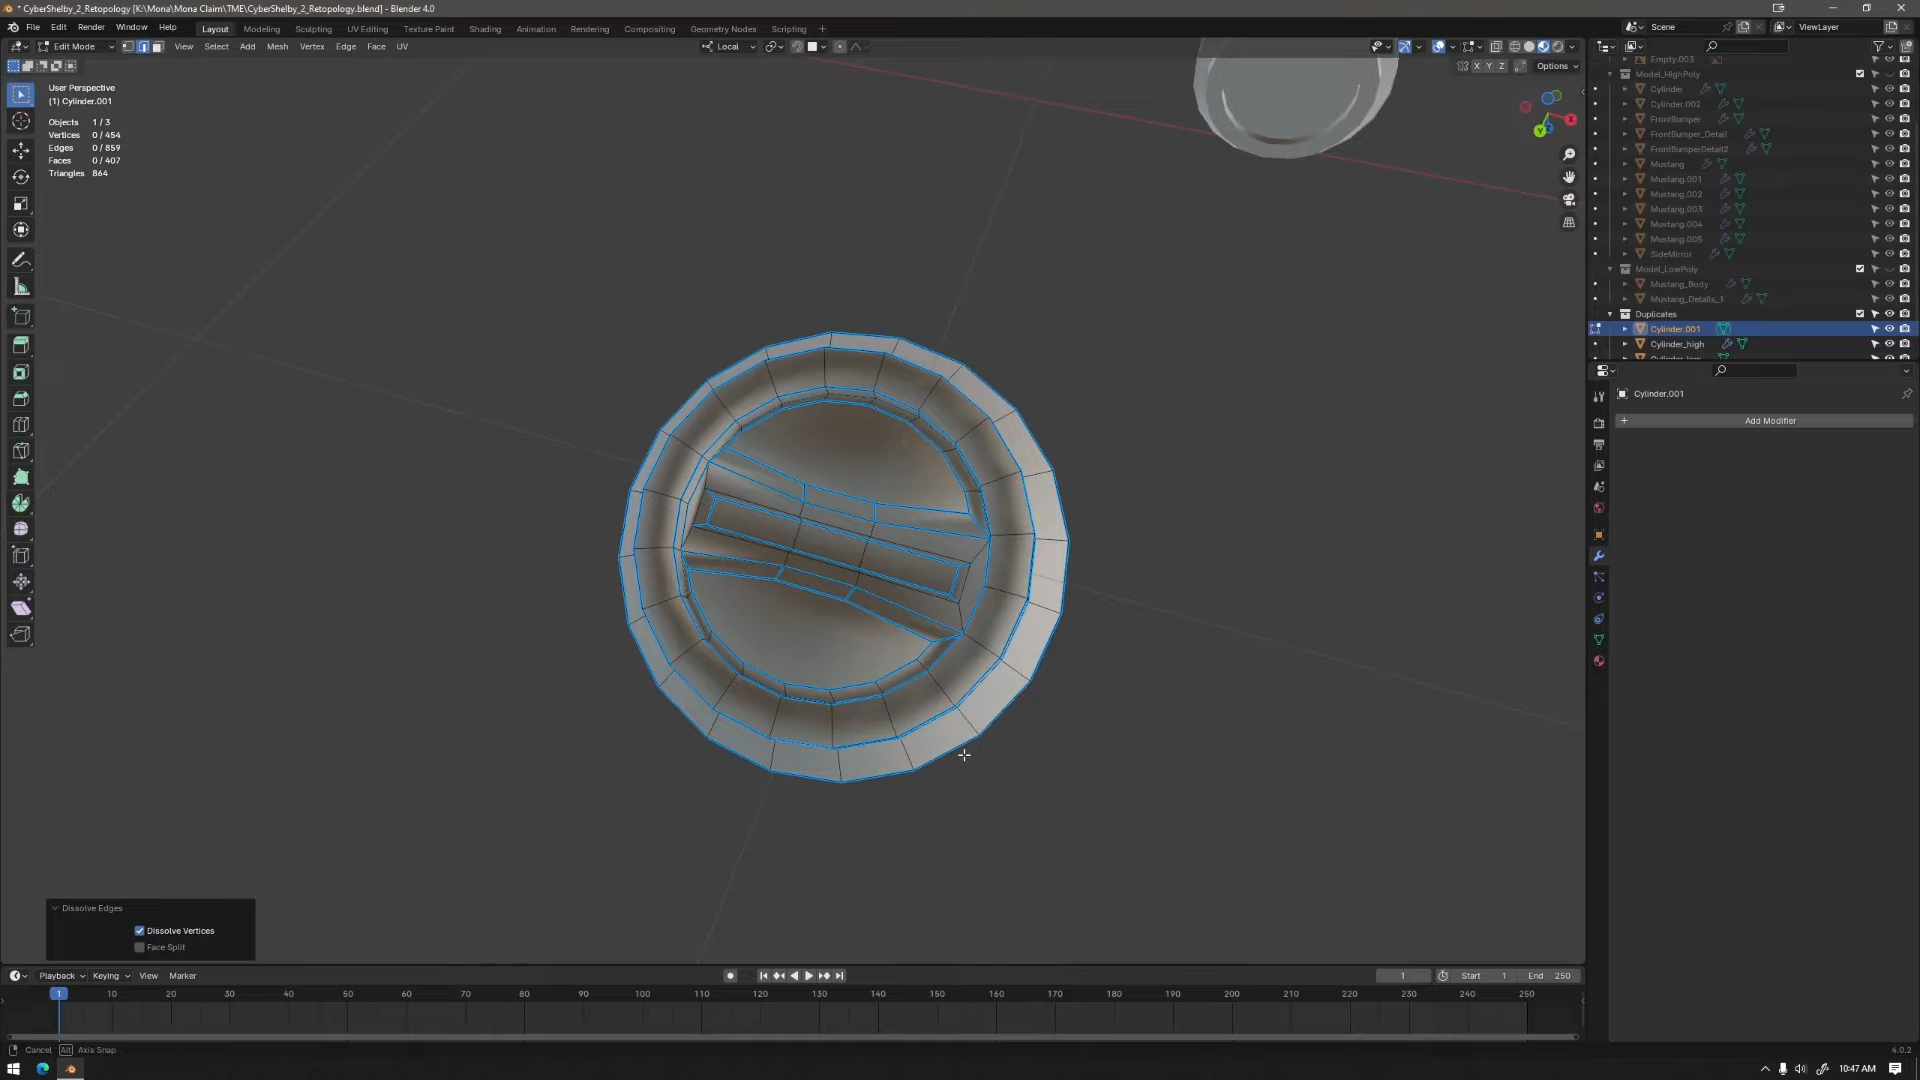 * CyberShelby_2_Retopology [K:\Mona\Mona Claim\TME\CyberShelby_2_Retopology.blend] - Blender 4.0
File Edit Render Window Help
Layout Modeling Sculpting UV Editing Texture Paint Shading Animation Rendering Compositing Geometry Nodes Scripting +
Scene
ViewLayer
Edit Mode View Select Add Mesh Vertex Edge Face UV
Local
X Y Z
Options
User Perspective
(1) Cylinder.001
Objects 1 / 3
Vertices 0 / 454
Edges 0 / 859
Faces 0 / 407
Triangles 864
X
Y
Empty.003
Model_HighPoly
Cylinder
Cylinder.002
FrontBumper
FrontBumper_Detail
FrontBumperDetail2
Mustang
Mustang.001
Mustang.002
Mustang.003
Mustang.004
Mustang.005
SideMirror
Model_LowPoly
Mustang_Body
Mustang_Details_1
Duplicates
Cylinder.001
Cylinder_high
Cylinder_low
Cylinder.001
+ Add Modifier
Dissolve Edges
Dissolve Vertices
Face Split
Playback Keying View Marker
1
Start 1 End 250
1 10 20 30 40 50 60 70 80 90 100 110 120 130 140 150 160 170 180 190 200 210 220 230 240 250
Cancel Alt Axis Snap
4.0.2
10:47 AM